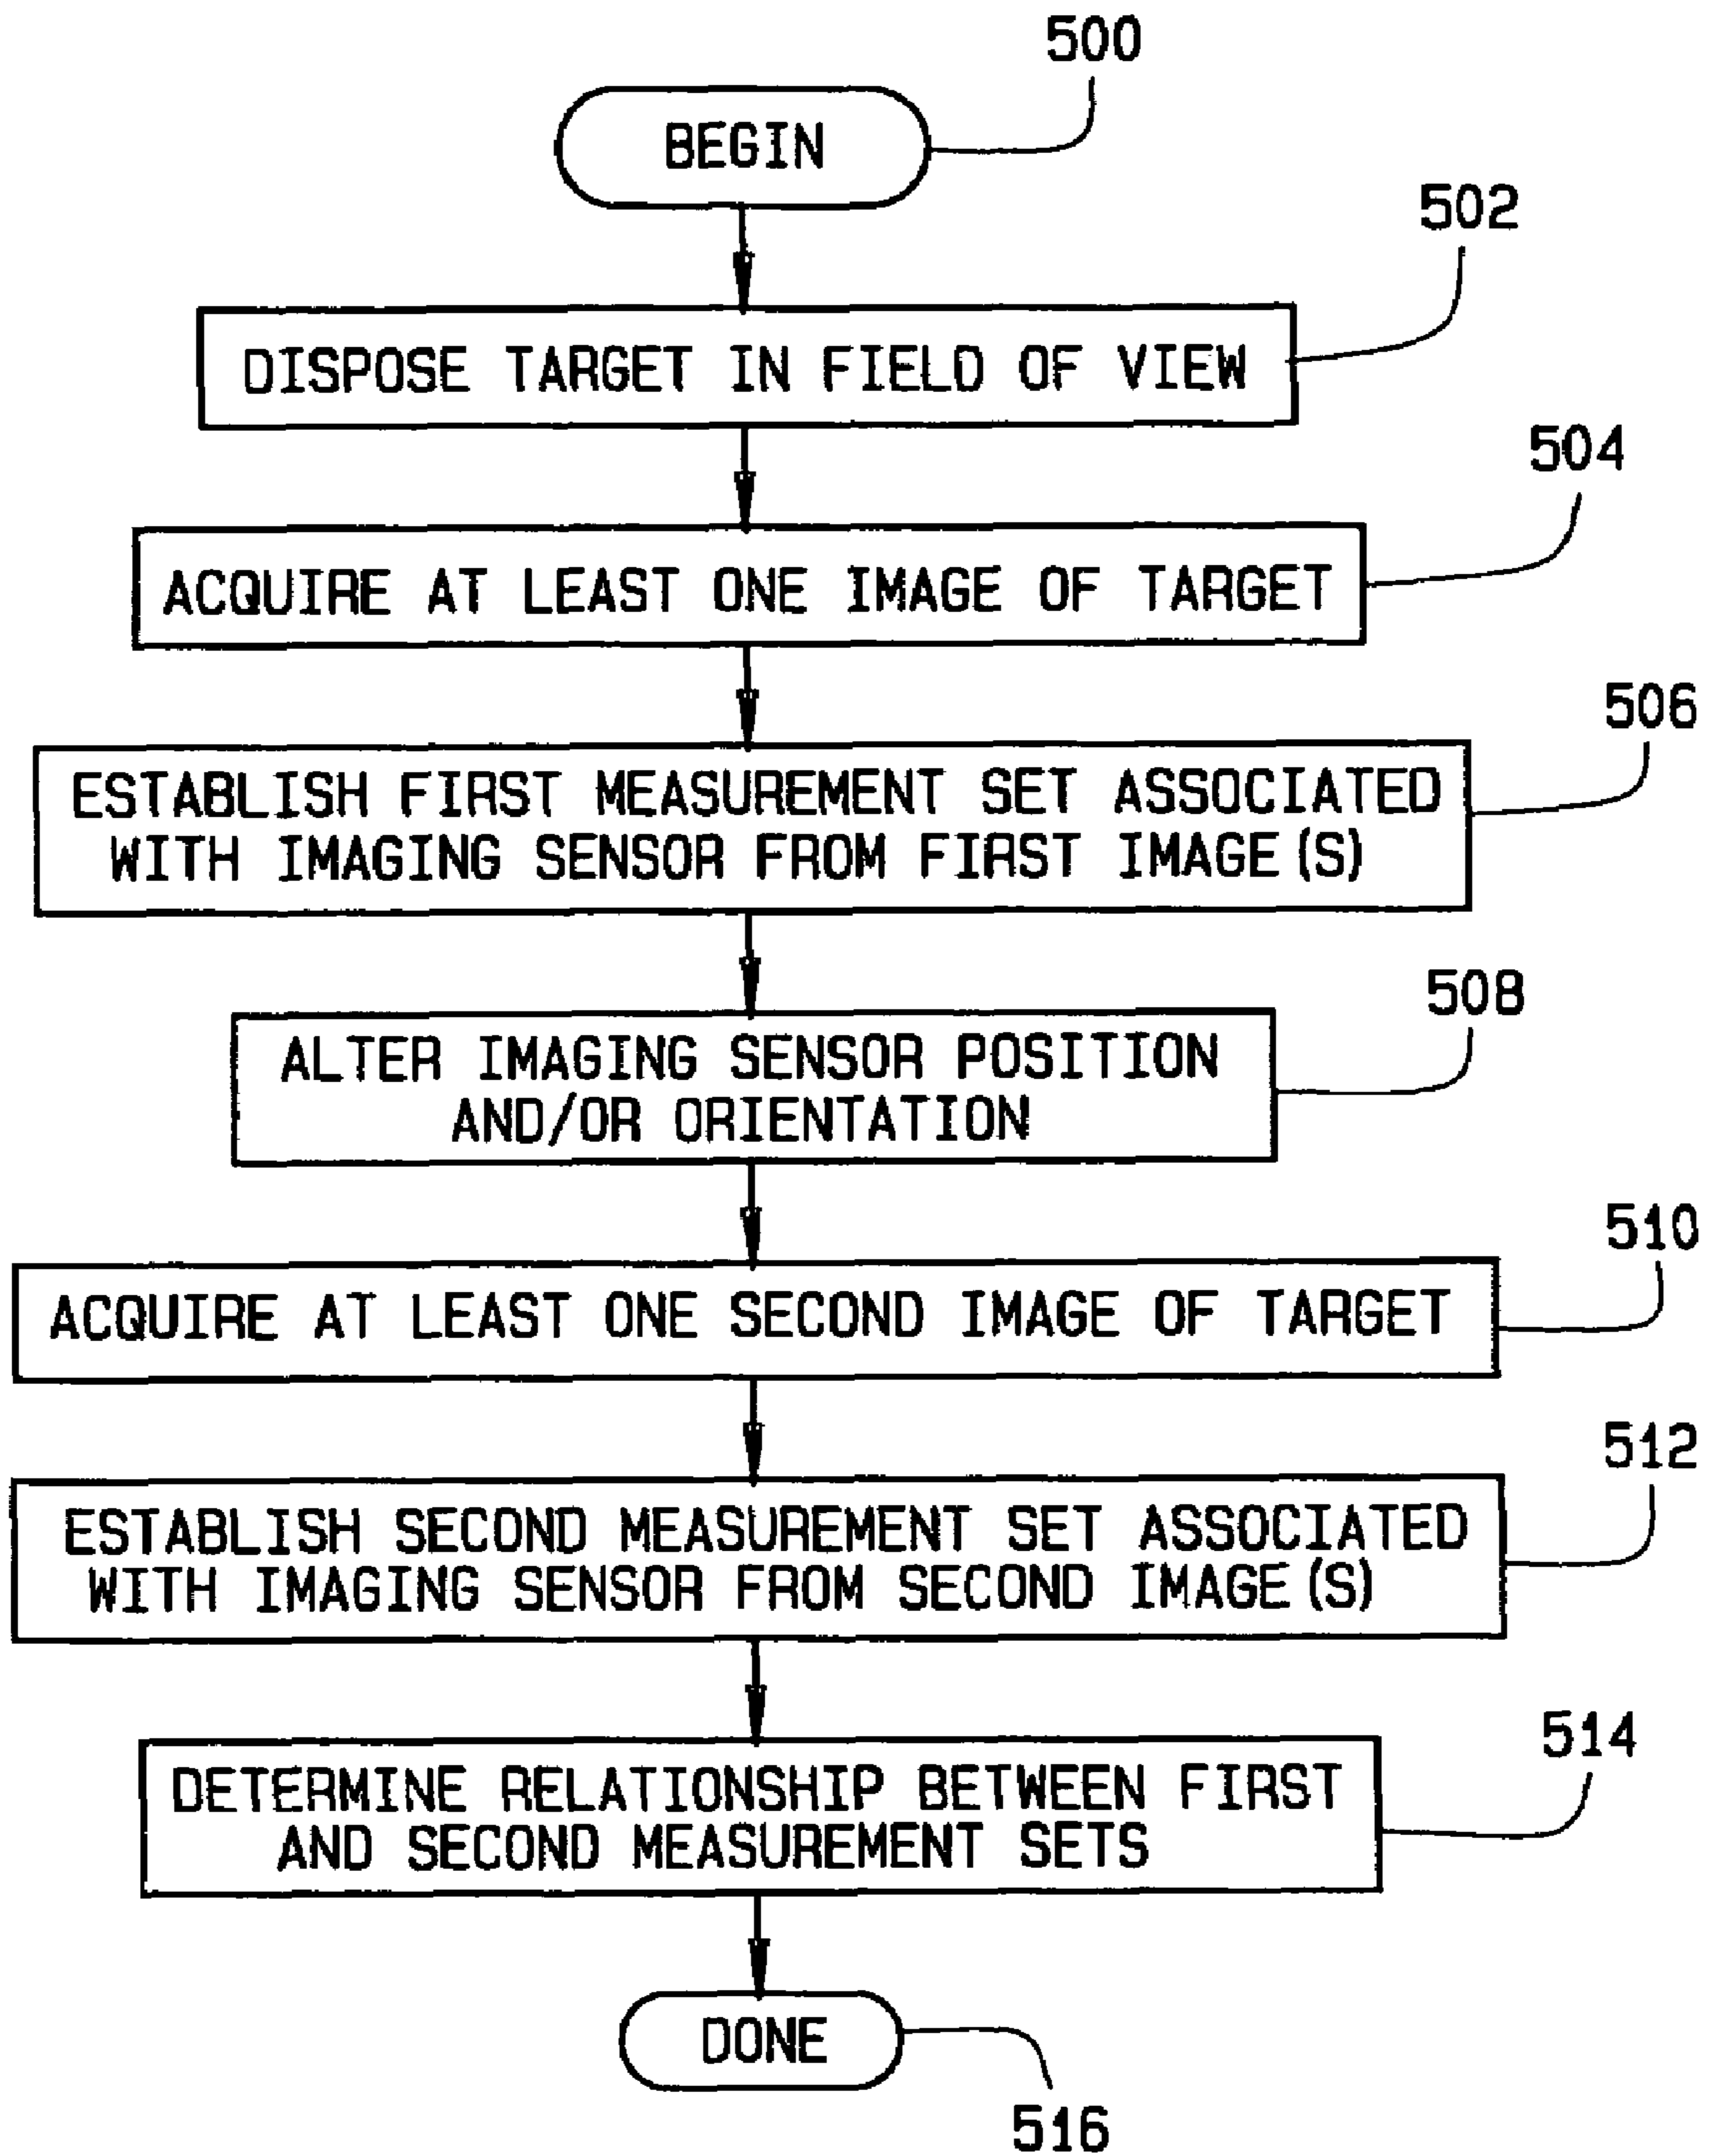 500
BEGIN
502
DISPOSE TARGET IN FIELD OF VIEW
504
ACQUIRE AT LEAST ONE IMAGE OF TARGET
506
ESTABLISH FIRST MEASUREMENT SET ASSOCIATED
WITH IMAGING SENSOR FROM FIRST IMAGE(S)
508
ALTER IMAGING SENSOR POSITION
AND/OR ORIENTATION
510
ACQUIRE AT LEAST ONE SECOND IMAGE OF TARGET
512
ESTABLISH SECOND MEASUREMENT SET ASSOCIATED
WITH IMAGING SENSOR FROM SECOND IMAGE(S)
514
DETERMINE RELATIONSHIP BETWEEN FIRST
AND SECOND MEASUREMENT SETS
DONE
516